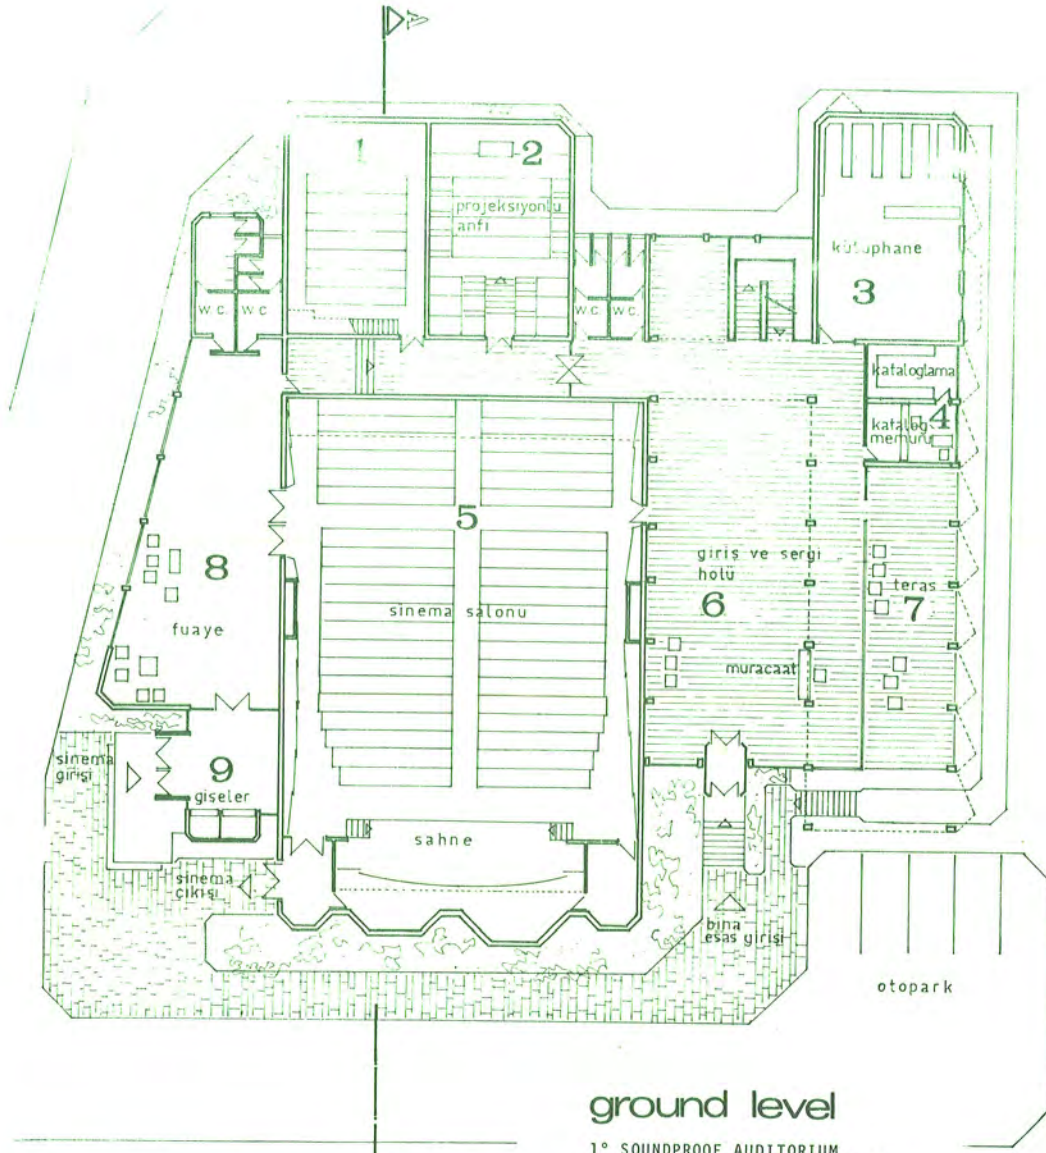 1
2
projeksiyonlu
anfi
kütüphane
3
w.c.
w.c
w.c.
w.c.
kataloglama
4
katalog
memuru
5
giriş ve sergi
holü
8
teras
6
7
sinema salonu
fuaye
muracaat
sinema
girişi
9
gişeler
sahne
sinema
çıkışı
bina
esas girişi
otopark
ground level
1° SOUNDPROOF AUDITORIUM